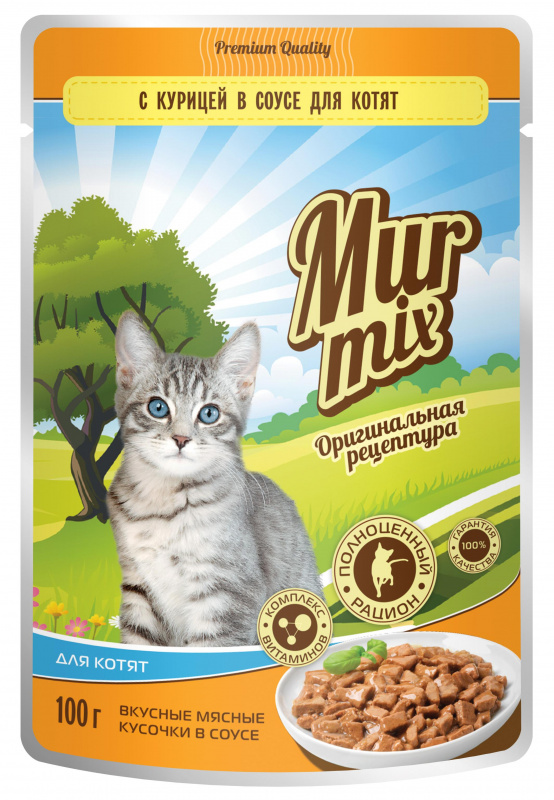 Premium Quality
С КУРИЦЕЙ В СОУСЕ ДЛЯ КОТЯТ
Mur
mix
Оригинальная
рецептура
ПОЛНОЦЕННЫЙ
РАЦИОН
ГАРАНТИЯ
100%
КАЧЕСТВА
КОМПЛЕКС
ВИТАМИНОВ
ДЛЯ КОТЯТ
100 г
ВКУСНЫЕ МЯСНЫЕ
КУСОЧКИ В СОУСЕ